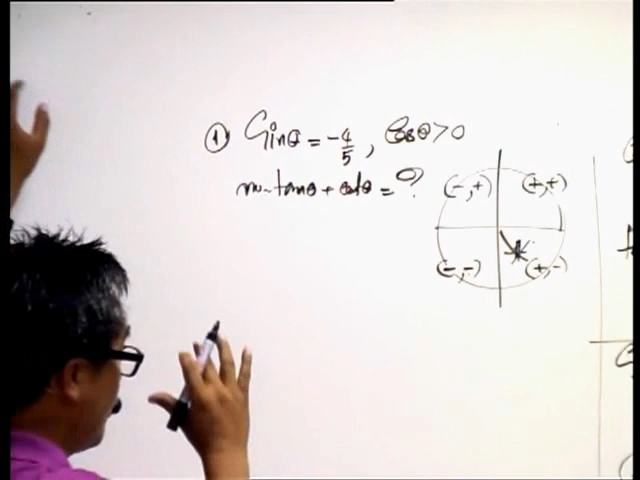 ① Sinθ = -4/5, Cosθ > 0
tanθ + cotθ = ?
(-,+) (+,+)
(-,-) (+,-)